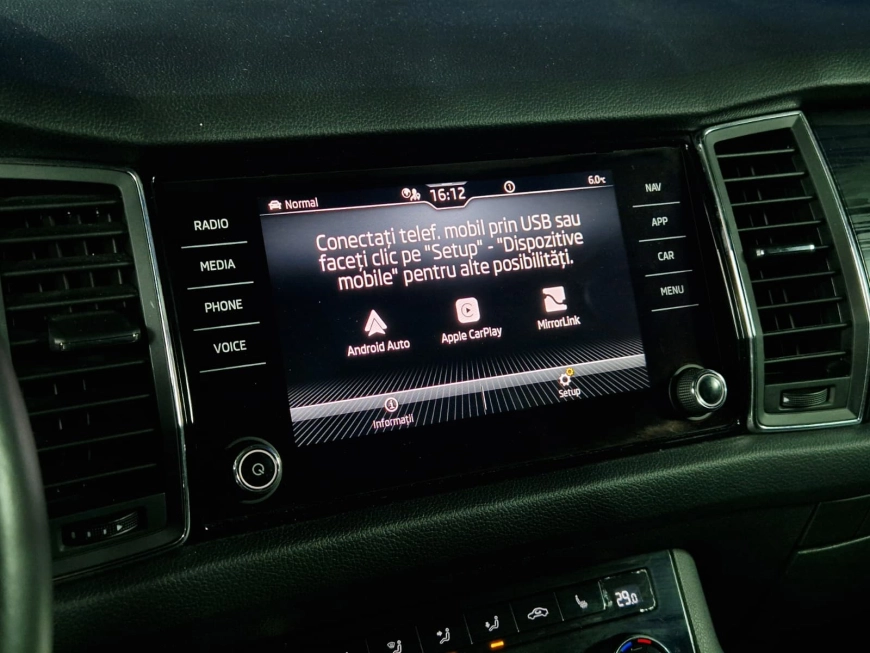 Normal
16:12
6.0°C
RADIO
MEDIA
PHONE
VOICE
Conectați telef. mobil prin USB sau
faceți clic pe "Setup" - "Dispozitive
mobile" pentru alte posibilități.
Android Auto
Apple CarPlay
MirrorLink
Informații
Setup
NAV
APP
CAR
MENU
29.0